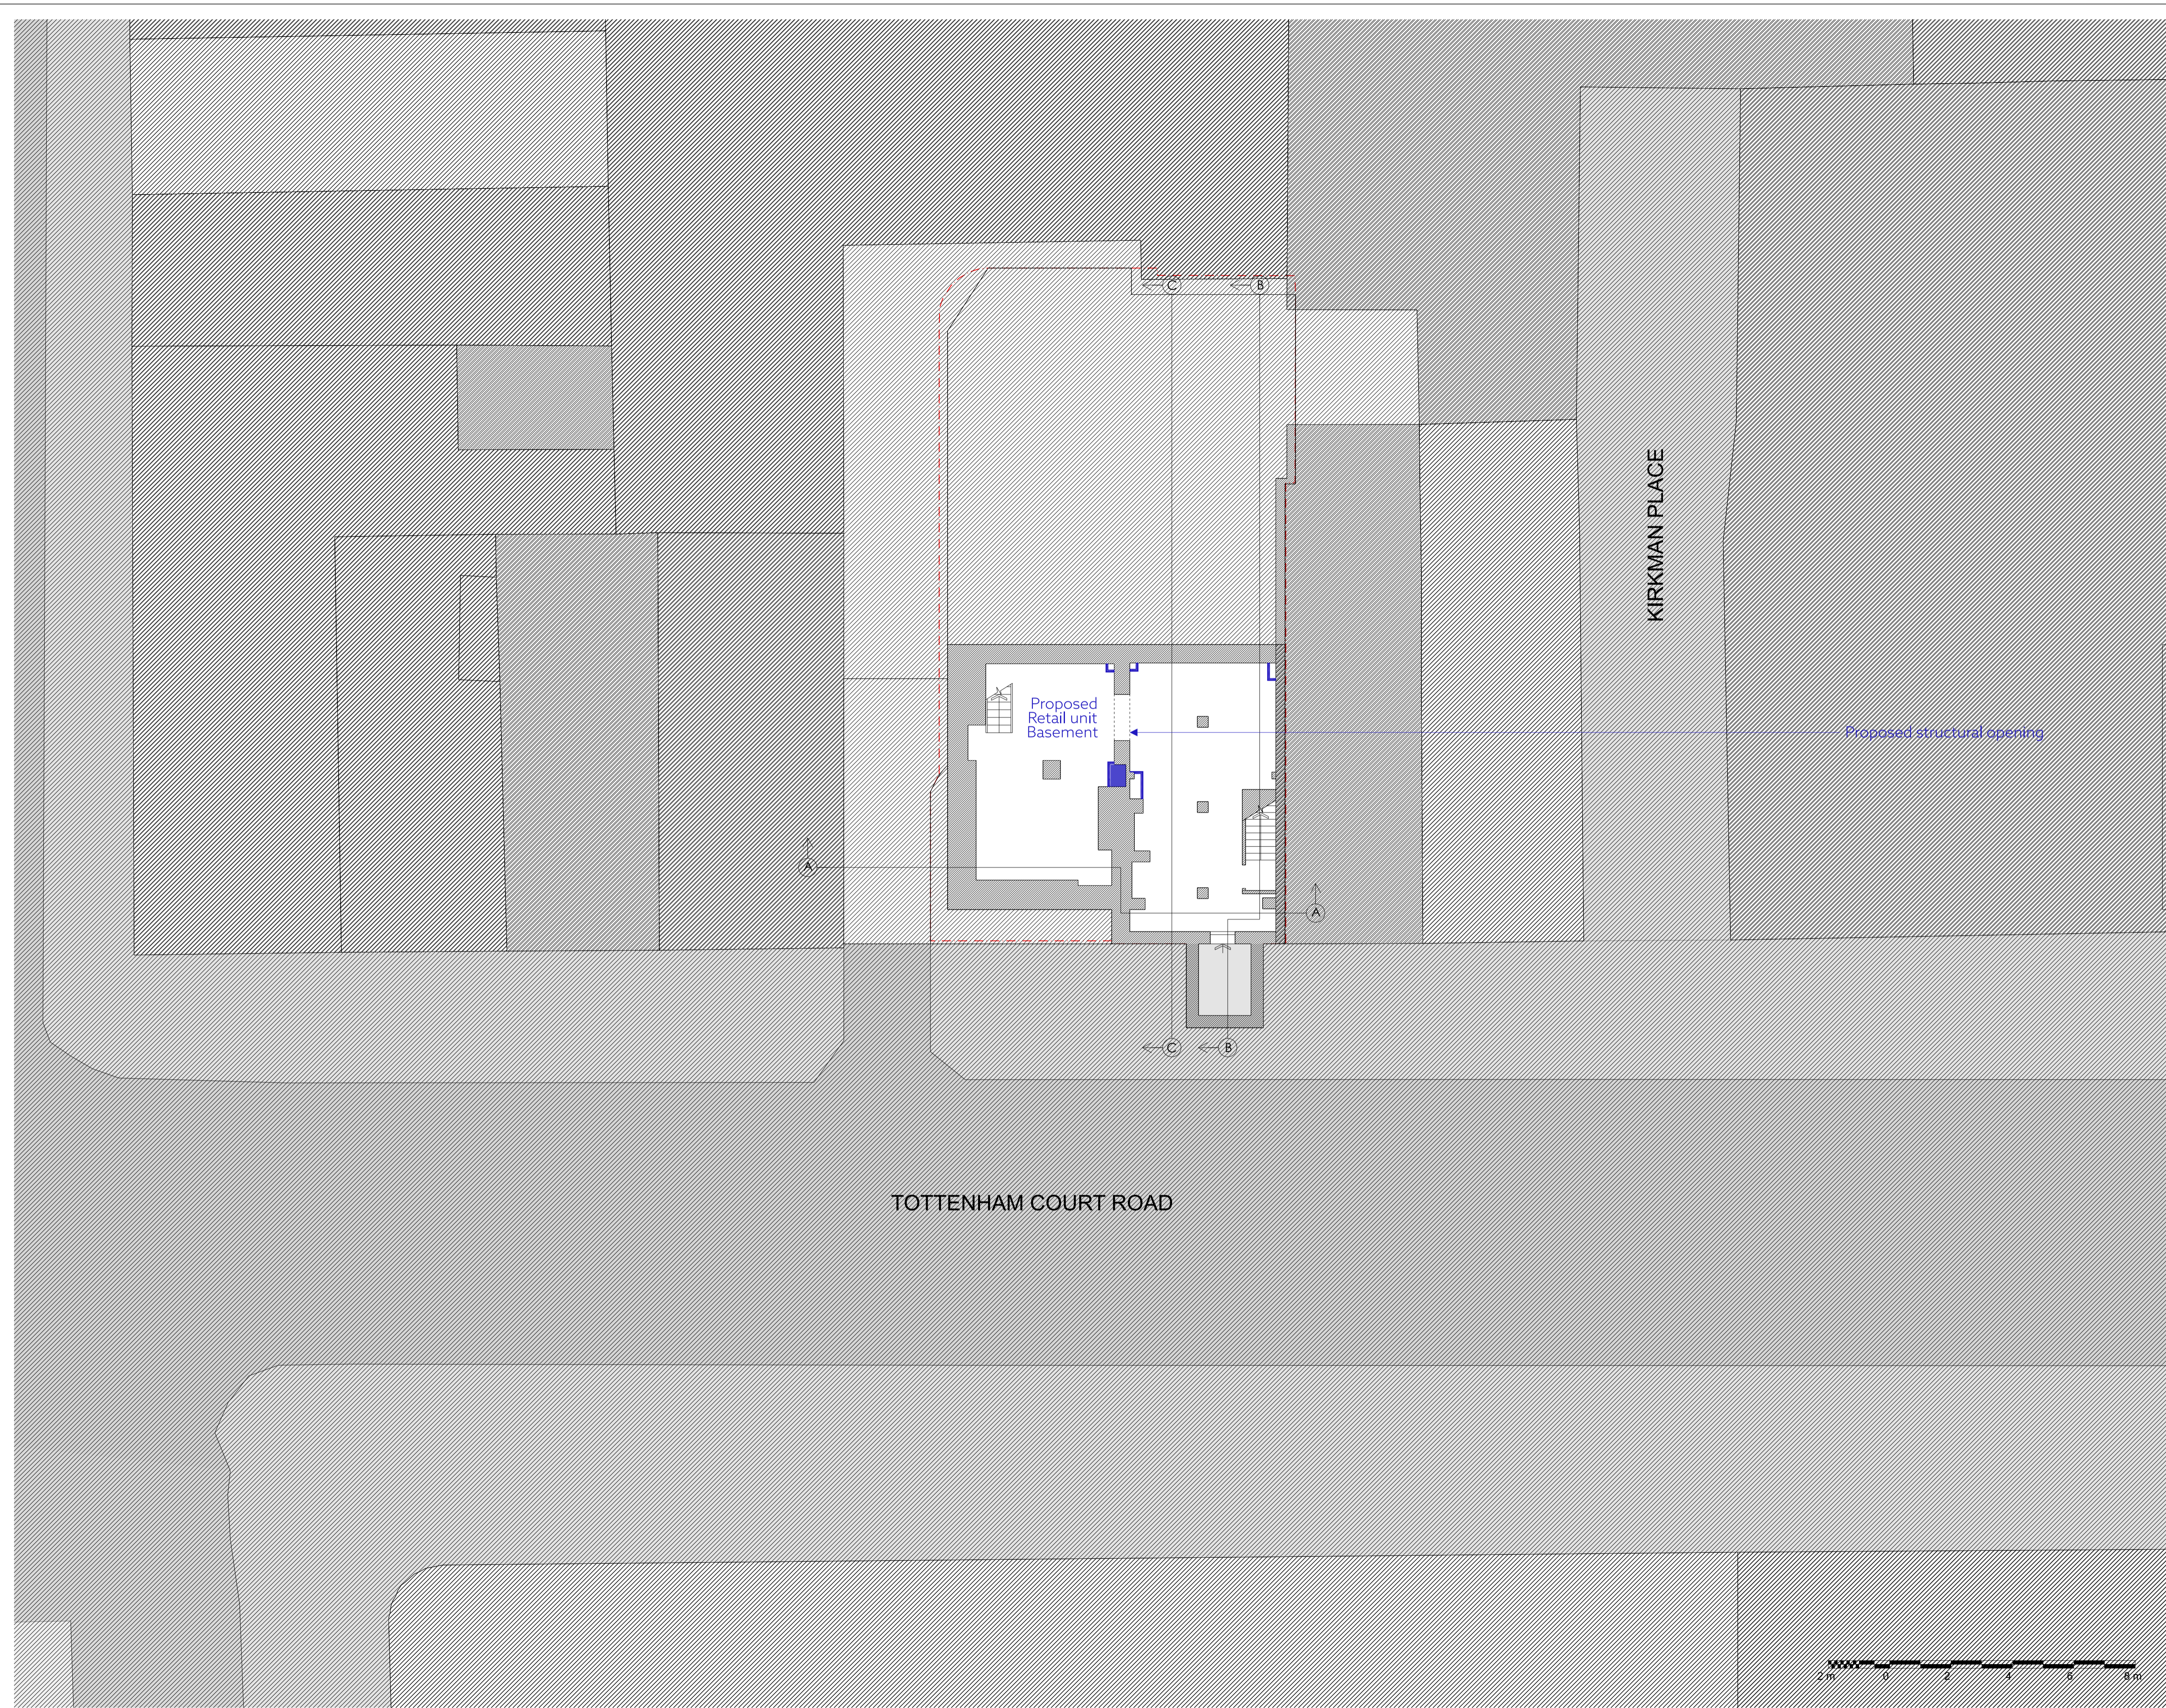 C
B
KIRKMAN PLACE
Proposed
Retail unit
Basement
Proposed structural opening
A
A
C
B
TOTTENHAM COURT ROAD
2 m 0 2 4 6 8 m